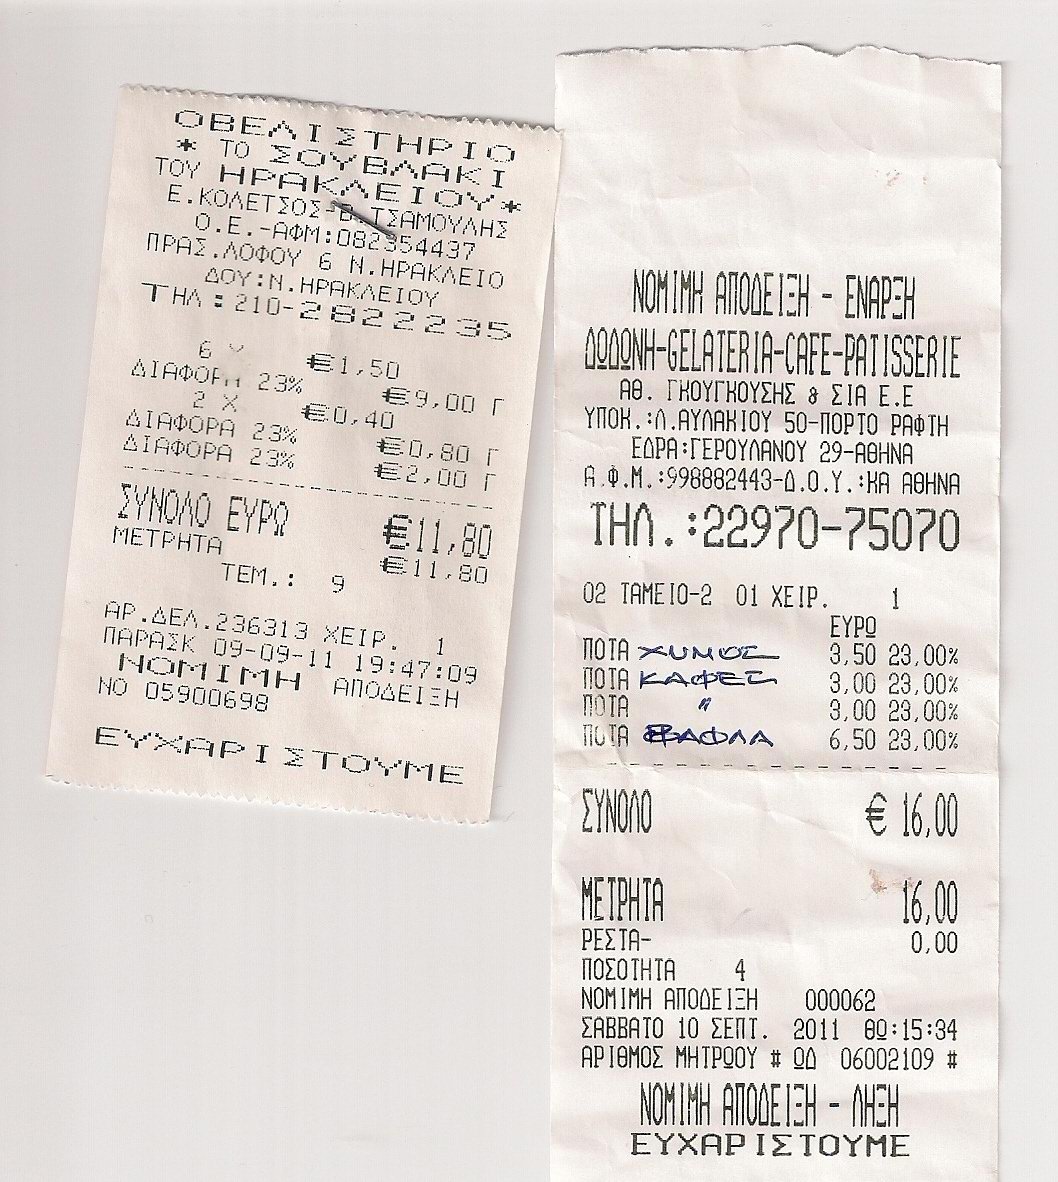 ΟΒΕΛΙΣΤΗΡΙΟ
* ΤΟ ΣΟΥΒΛΑΚΙ
ΤΟΥ ΗΡΑΚΛΕΙΟΥ*
Ε.ΚΟΛΕΤΣΟΣ-Β.ΤΣΑΜΟΥΛΗΣ
Ο.Ε.-ΑΦΜ:082354437
ΠΡΑΣ.ΛΟΦΟΥ 6 Ν.ΗΡΑΚΛΕΙΟ
ΔΟΥ:Ν.ΗΡΑΚΛΕΙΟΥ
ΤΗΛ:210-2822235
6 X €1,50
ΔΙΑΦΟΡΑ 23% €9,00 Γ
2 X €0,40
ΔΙΑΦΟΡΑ 23% €0,80 Γ
ΔΙΑΦΟΡΑ 23% €2,00 Γ
ΣΥΝΟΛΟ ΕΥΡΩ €11,80
ΜΕΤΡΗΤΑ €11,80
ΤΕΜ.: 9
ΑΡ.ΔΕΛ.236313 ΧΕΙΡ. 1
ΠΑΡΑΣΚ 09-09-11 19:47:09
ΝΟΜΙΜΗ ΑΠΟΔΕΙΞΗ
ΝΟ 05900698
ΕΥΧΑΡΙΣΤΟΥΜΕ
ΝΟΜΙΜΗ ΑΠΟΔΕΙΞΗ - ΕΝΑΡΞΗ
ΔΩΔΩΝΗ-GELATERIA-CAFE-PATISSERIE
ΑΘ. ΓΚΟΥΓΚΟΥΣΗΣ & ΣΙΑ Ε.Ε
ΥΠΟΚ.:Λ.ΑΥΛΑΚΙΟΥ 50-ΠΟΡΤΟ ΡΑΦΤΗ
ΕΔΡΑ:ΓΕΡΟΥΛΑΝΟΥ 29-ΑΘΗΝΑ
Α.Φ.Μ.:998882443-Δ.Ο.Υ.:ΚΑ ΑΘΗΝΑ
ΤΗΛ.:22970-75070
02 ΤΑΜΕΙΟ-2 01 ΧΕΙΡ. 1
ΕΥΡΩ
ΠΟΤΑ ΧΥΜΟΣ 3,50 23,00%
ΠΟΤΑ ΚΑΦΕΣ 3,00 23,00%
ΠΟΤΑ " 3,00 23,00%
ΠΟΤΑ ΒΑΦΛΑ 6,50 23,00%
ΣΥΝΟΛΟ € 16,00
ΜΕΤΡΗΤΑ 16,00
ΡΕΣΤΑ- 0,00
ΠΟΣΟΤΗΤΑ 4
ΝΟΜΙΜΗ ΑΠΟΔΕΙΞΗ 000062
ΣΑΒΒΑΤΟ 10 ΣΕΠΤ. 2011 ΘΩ:15:34
ΑΡΙΘΜΟΣ ΜΗΤΡΩΟΥ # ΩΔ 06002109 #
ΝΟΜΙΜΗ ΑΠΟΔΕΙΞΗ - ΛΗΞΗ
ΕΥΧΑΡΙΣΤΟΥΜΕ